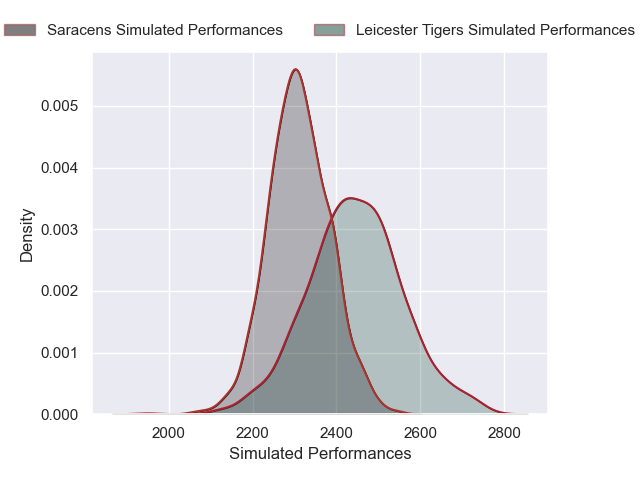 Saracens Simulated Performances
Leicester Tigers Simulated Performances
0.005
0.004
0.003
0.002
0.001
0.000
Density
2000 2200 2400 2600 2800
Simulated Performances